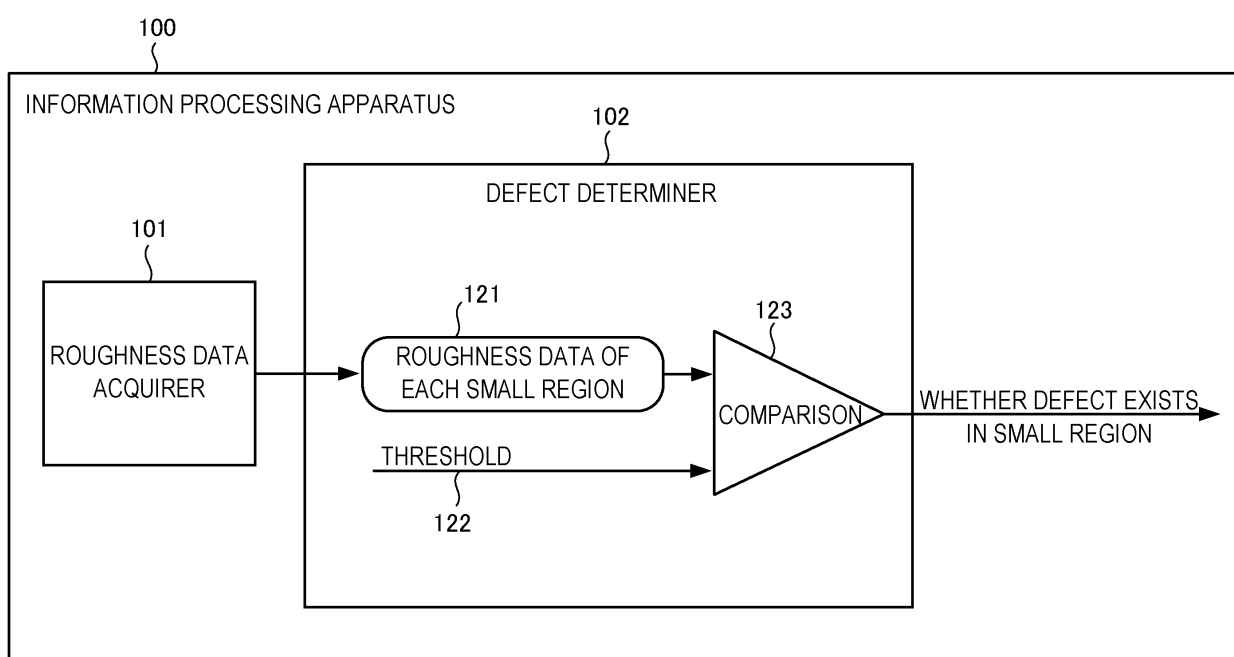 100
INFORMATION PROCESSING APPARATUS
102
DEFECT DETERMINER
101
ROUGHNESS DATA
ACQUIRER
121
ROUGHNESS DATA OF
EACH SMALL REGION
123
COMPARISON
THRESHOLD
122
WHETHER DEFECT EXISTS
IN SMALL REGION